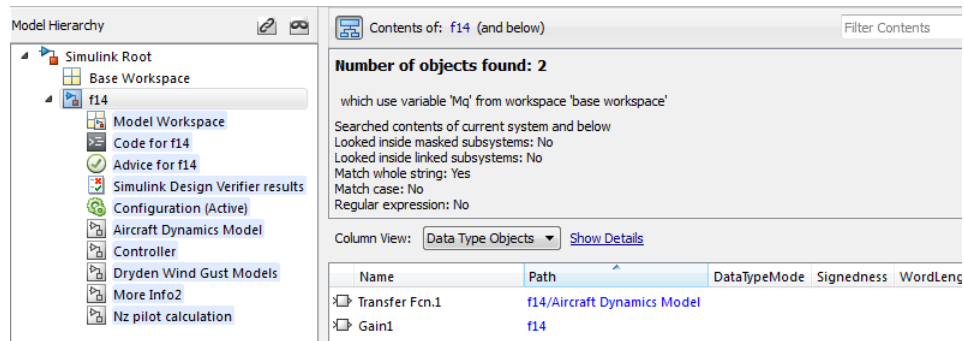 Model Hierarchy
Simulink Root
Base Workspace
f14
Model Workspace
Code for f14
Advice for f14
Simulink Design Verifier results
Configuration (Active)
Aircraft Dynamics Model
Controller
Dryden Wind Gust Models
More Info2
Nz pilot calculation
Contents of: f14 (and below)
Filter Contents
Number of objects found: 2
which use variable 'Mq' from workspace 'base workspace'
Searched contents of current system and below
Looked inside masked subsystems: No
Looked inside linked subsystems: No
Match whole string: Yes
Match case: No
Regular expression: No
Column View: Data Type Objects Show Details
Name Path DataTypeMode Signedness WordLeng
Transfer Fcn.1 f14/Aircraft Dynamics Model
Gain1 f14